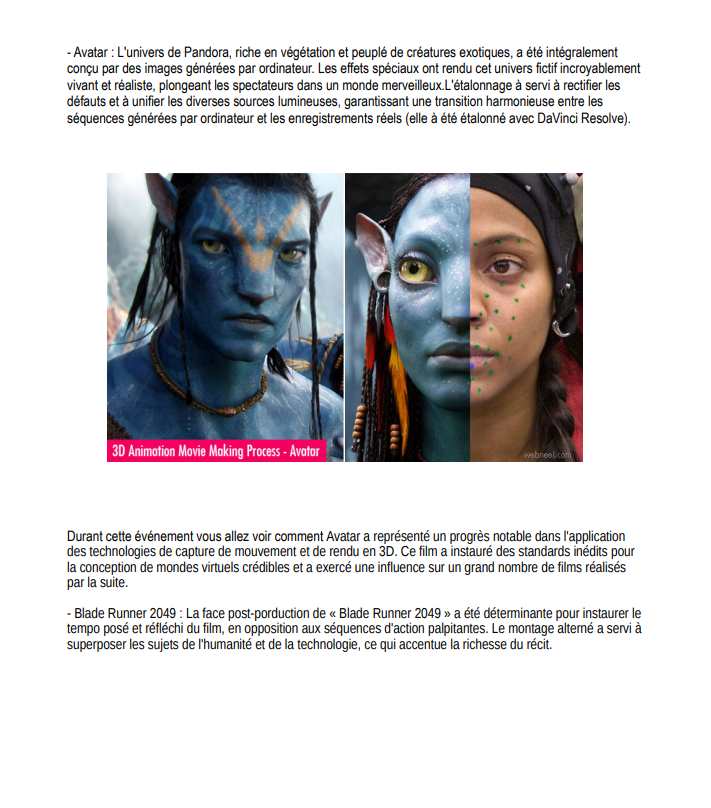 - Avatar : L'univers de Pandora, riche en végétation et peuplé de créatures exotiques, a été intégralement
conçu par des images générées par ordinateur. Les effets spéciaux ont rendu cet univers fictif incroyablement
vivant et réaliste, plongeant les spectateurs dans un monde merveilleux.L'étalonnage à servi à rectifier les
défauts et à unifier les diverses sources lumineuses, garantissant une transition harmonieuse entre les
séquences générées par ordinateur et les enregistrements réels (elle à été étalonné avec DaVinci Resolve).
3D Animation Movie Making Process - Avatar
webneel.com
Durant cette événement vous allez voir comment Avatar a représenté un progrès notable dans l'application
des technologies de capture de mouvement et de rendu en 3D. Ce film a instauré des standards inédits pour
la conception de mondes virtuels crédibles et a exercé une influence sur un grand nombre de films réalisés
par la suite.
- Blade Runner 2049 : La face post-porduction de « Blade Runner 2049 » a été déterminante pour instaurer le
tempo posé et réfléchi du film, en opposition aux séquences d'action palpitantes. Le montage alterné a servi à
superposer les sujets de l'humanité et de la technologie, ce qui accentue la richesse du récit.